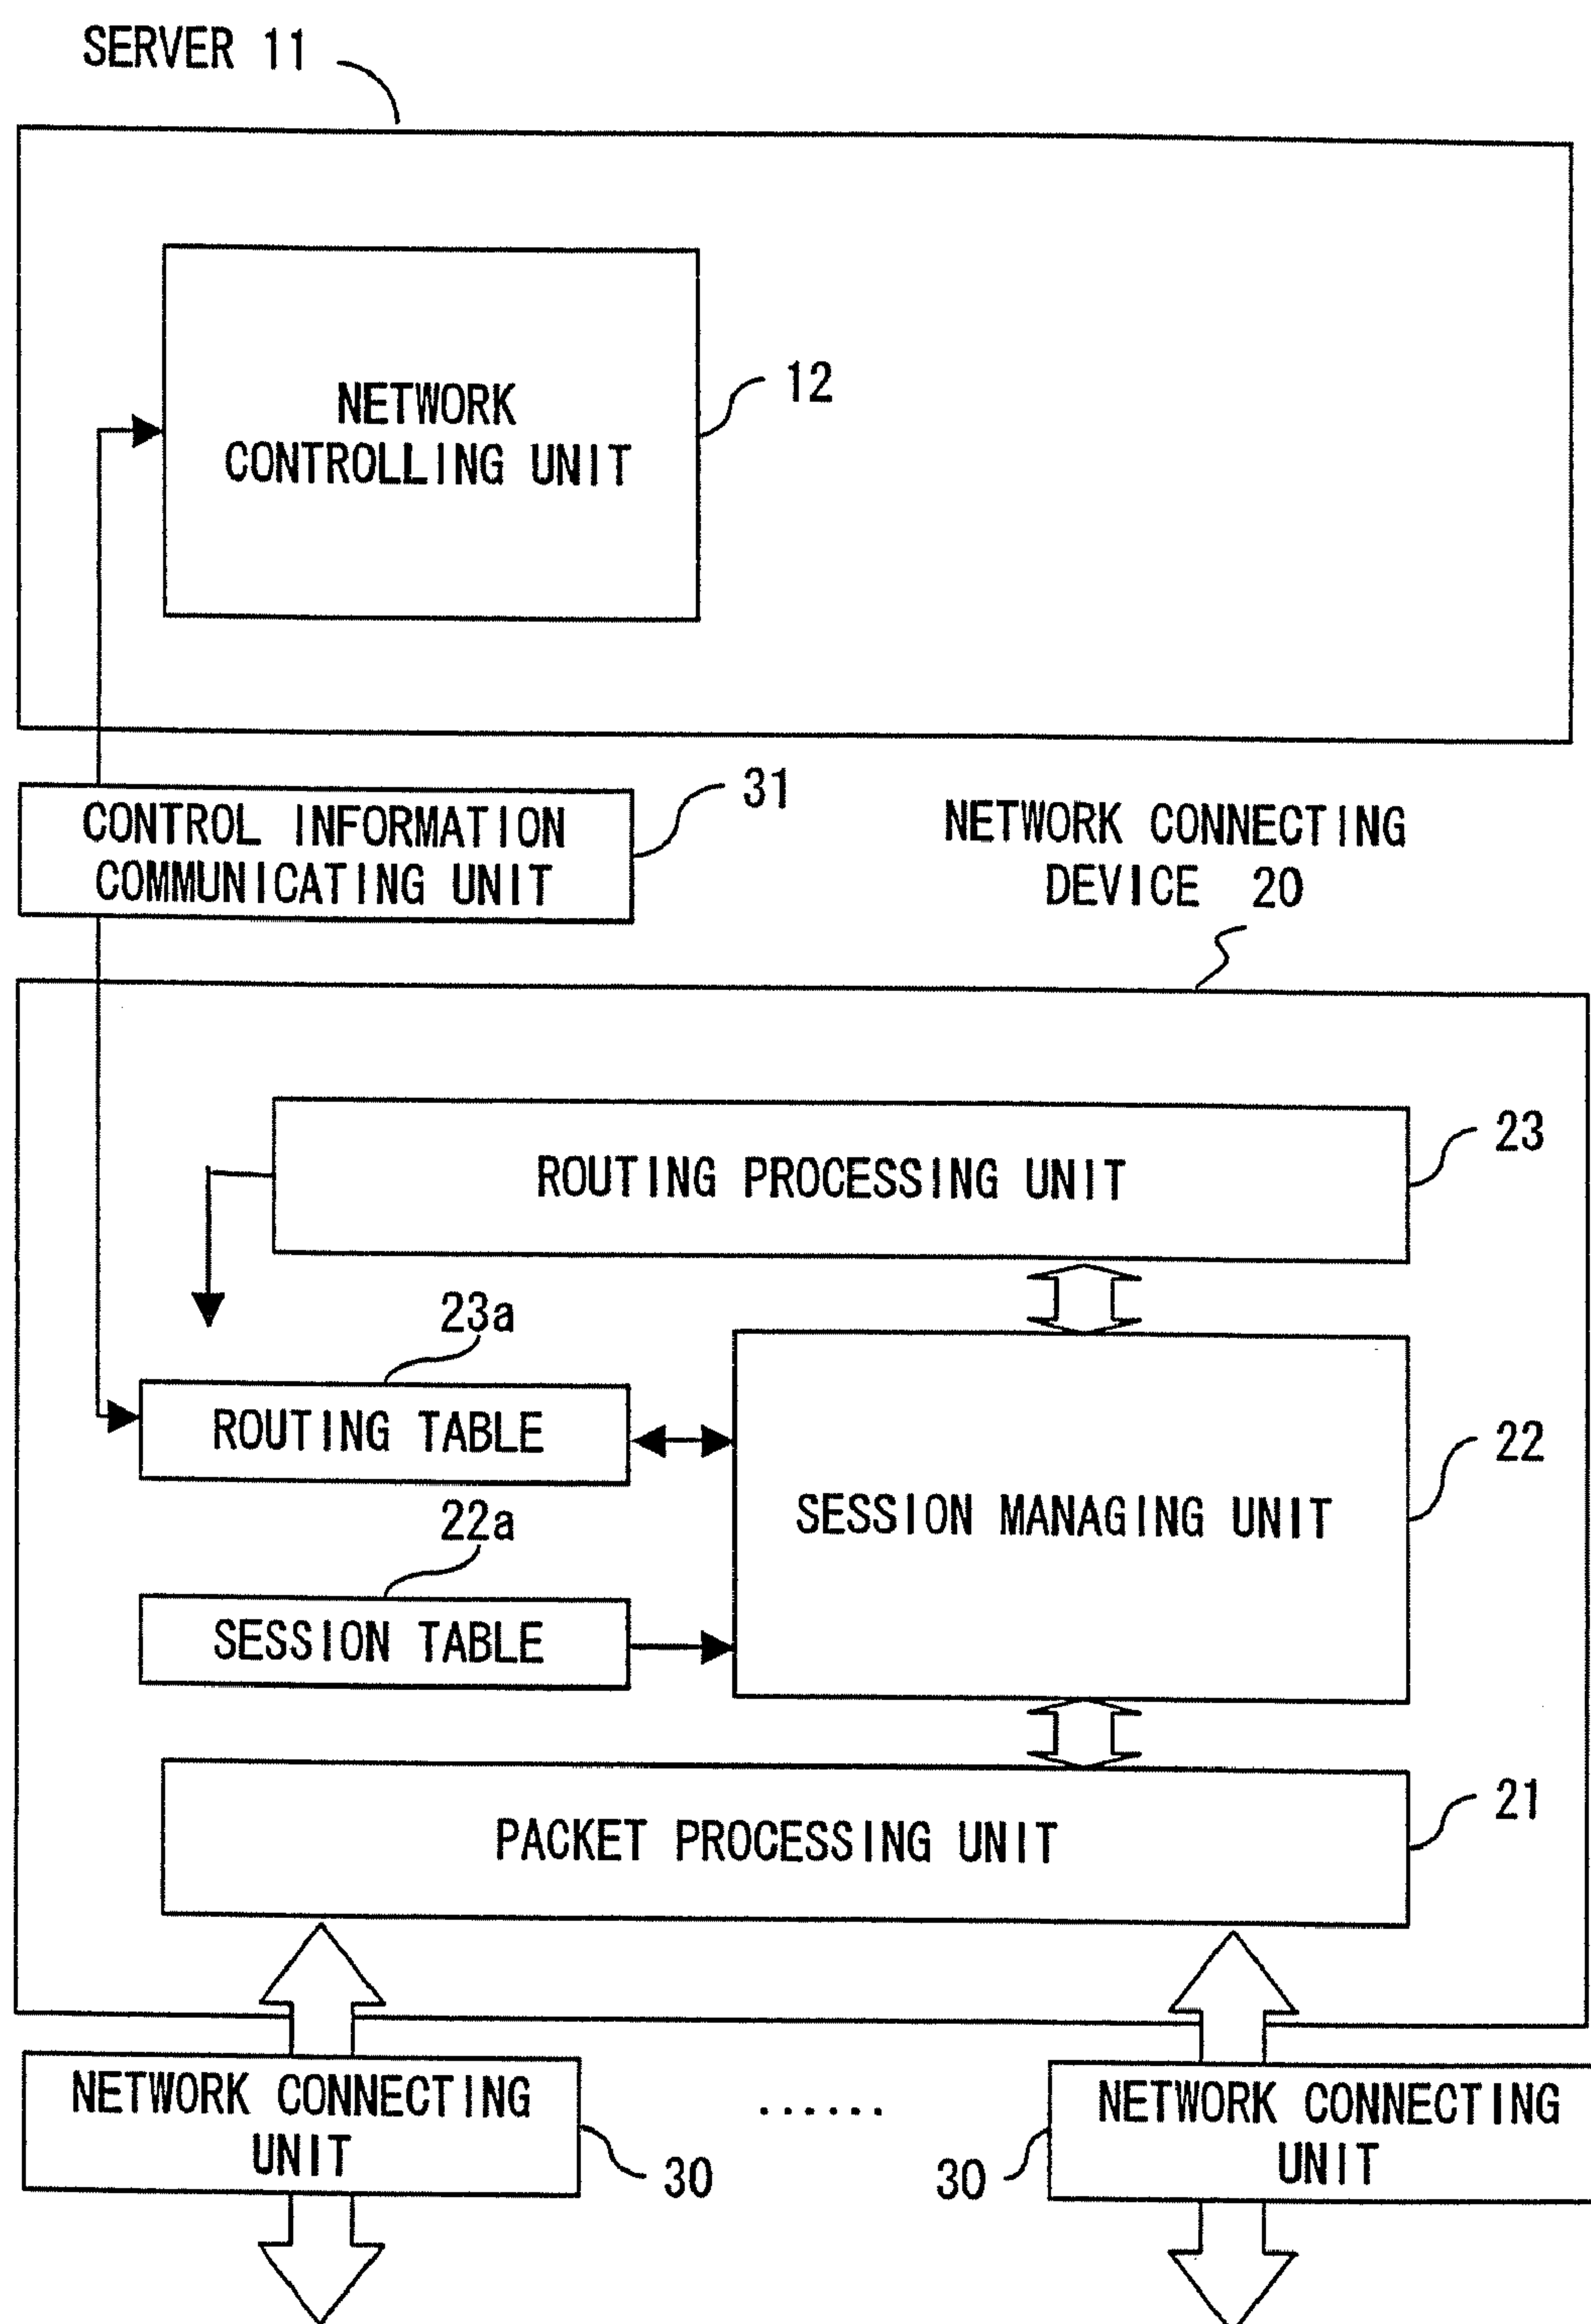 SERVER 11
NETWORK
CONTROLLING UNIT
12
CONTROL INFORMATION
COMMUNICATING UNIT
31
NETWORK CONNECTING
DEVICE 20
ROUTING PROCESSING UNIT
23
23a
ROUTING TABLE
22a
SESSION TABLE
SESSION MANAGING UNIT
22
PACKET PROCESSING UNIT
21
NETWORK CONNECTING
UNIT
30
......
30
NETWORK CONNECTING
UNIT